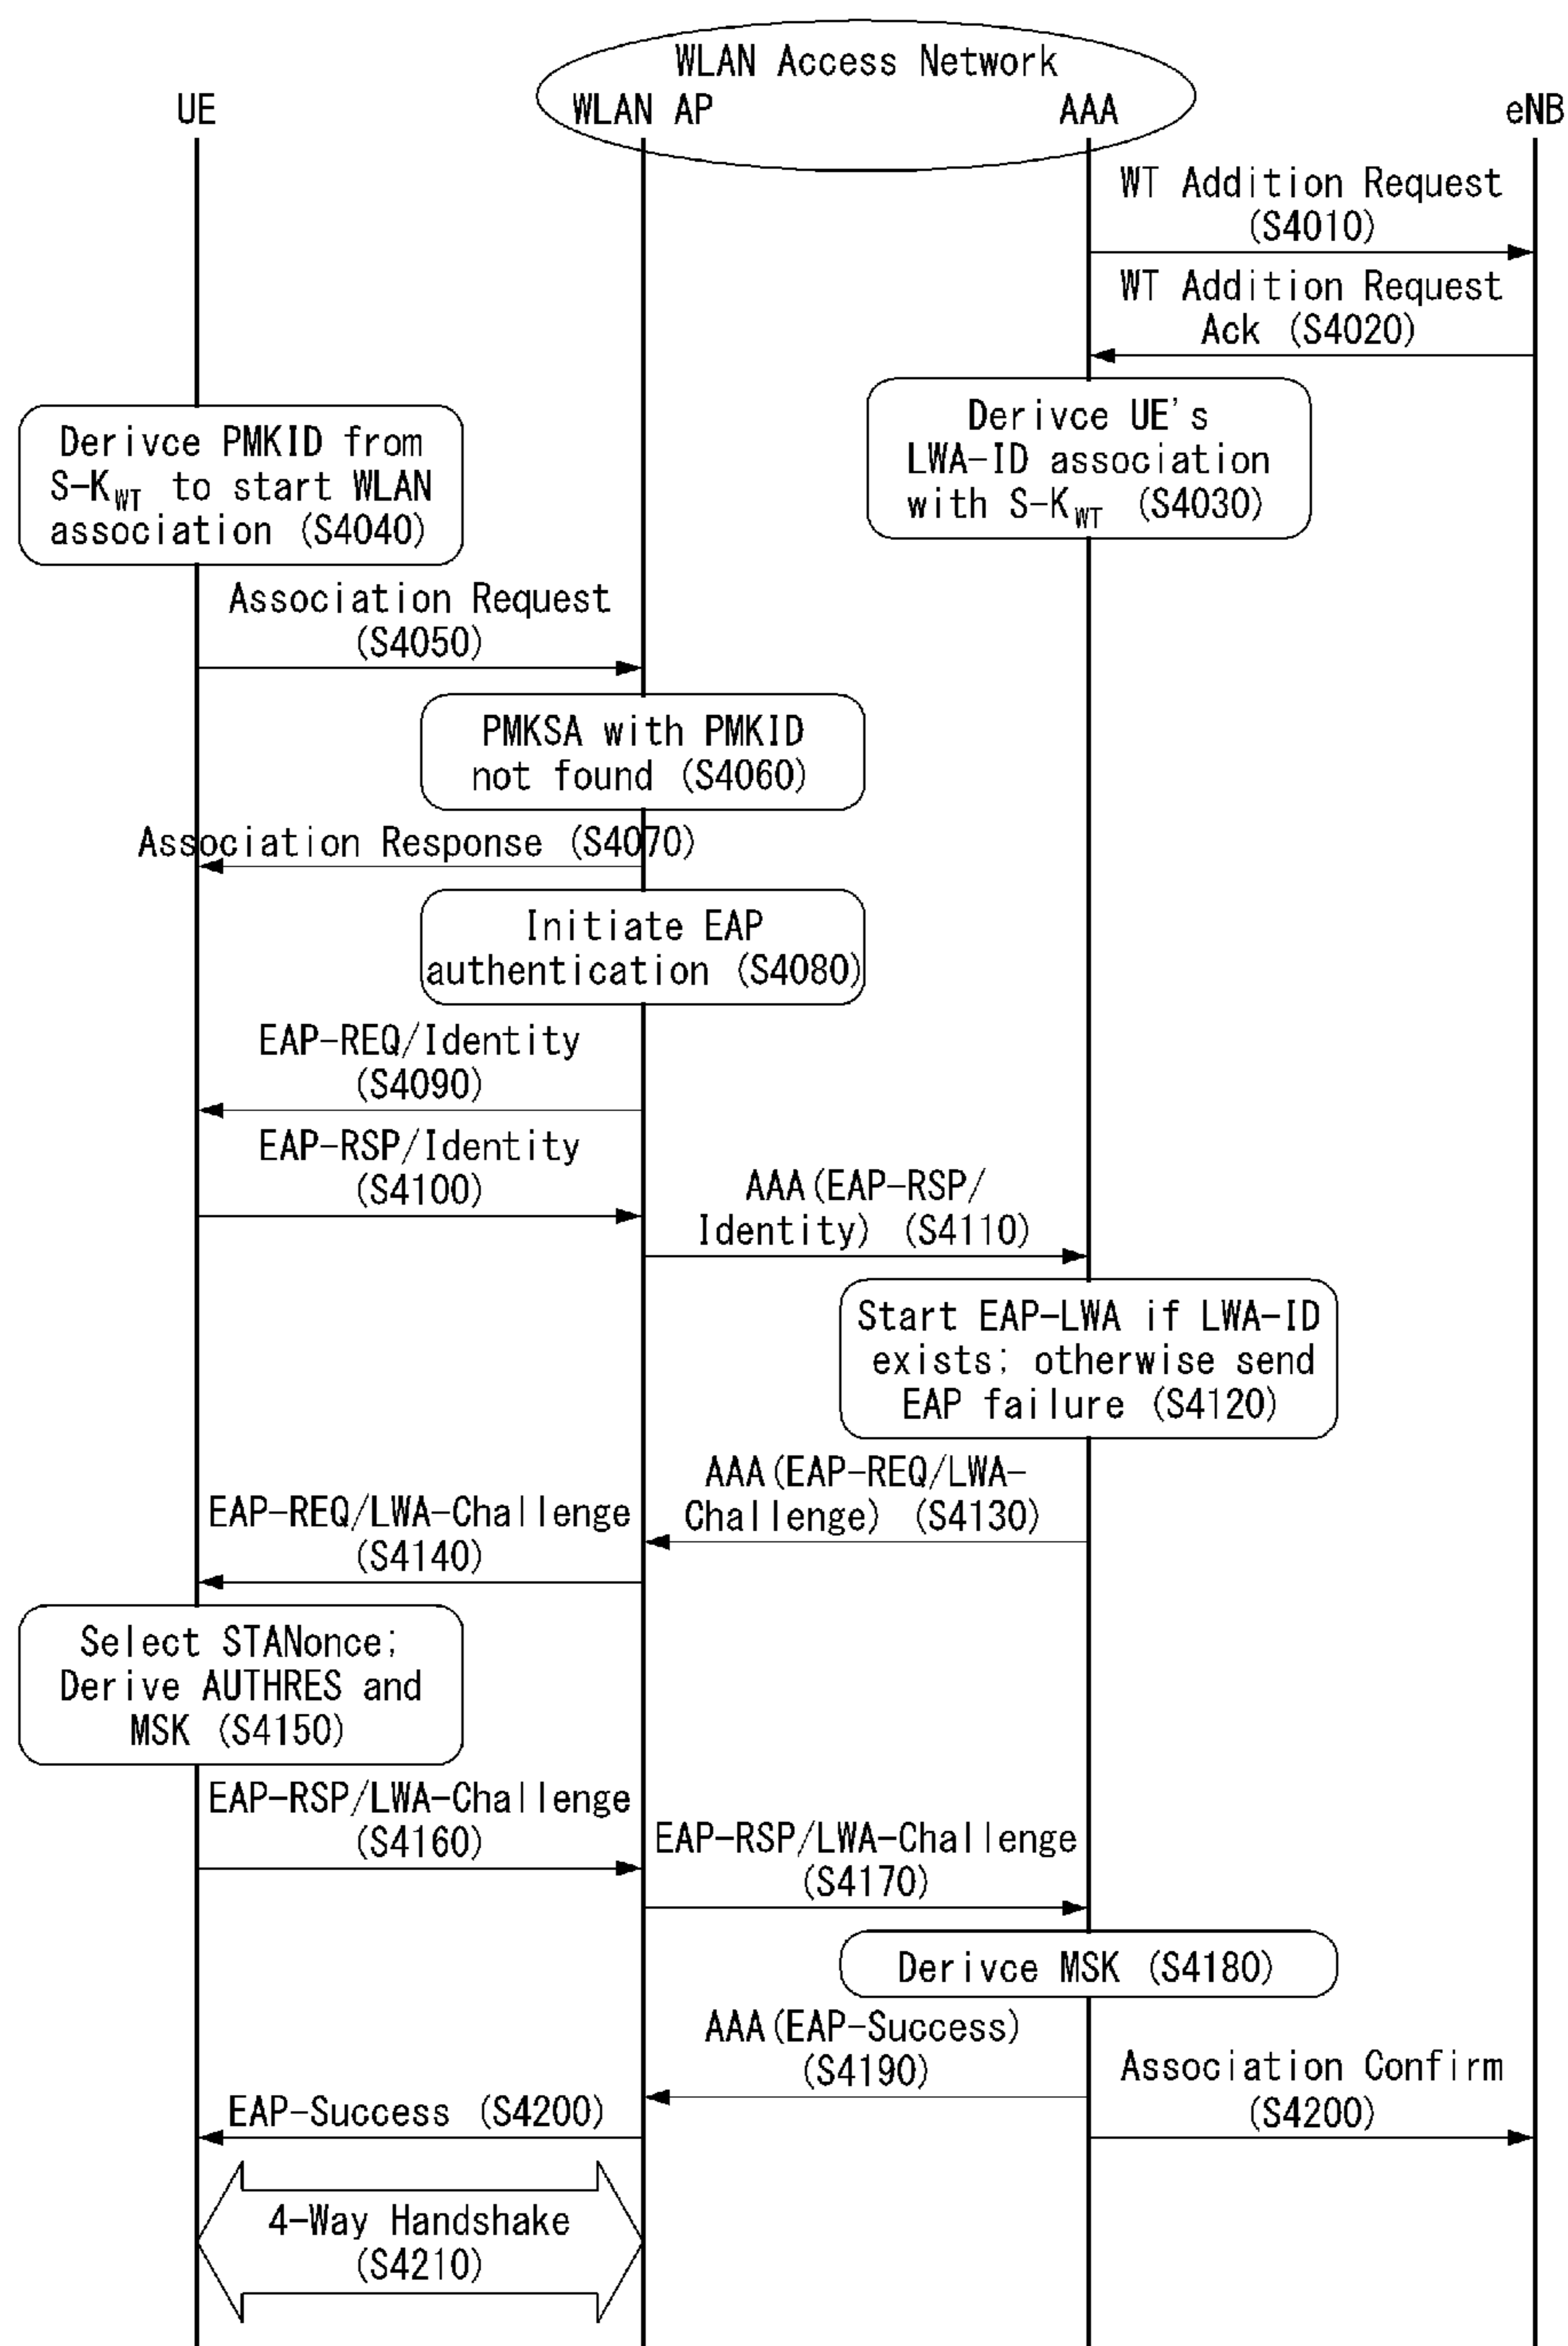 WLAN Access Network
UE
WLAN AP
AAA
eNB
WT Addition Request
(S4010)
WT Addition Request
Ack (S4020)
Derivce UE's
LWA-ID association
with S-K_WT (S4030)
Derivce PMKID from
S-K_WT to start WLAN
association (S4040)
Association Request
(S4050)
PMKSA with PMKID
not found (S4060)
Association Response (S4070)
Initiate EAP
authentication (S4080)
EAP-REQ/Identity
(S4090)
EAP-RSP/Identity
(S4100)
AAA(EAP-RSP/
Identity) (S4110)
Start EAP-LWA if LWA-ID
exists; otherwise send
EAP failure (S4120)
AAA(EAP-REQ/LWA-
Challenge) (S4130)
EAP-REQ/LWA-Challenge
(S4140)
Select STANonce;
Derive AUTHRES and
MSK (S4150)
EAP-RSP/LWA-Challenge
(S4160)
EAP-RSP/LWA-Challenge
(S4170)
Derivce MSK (S4180)
AAA(EAP-Success)
(S4190)
Association Confirm
(S4200)
EAP-Success (S4200)
4-Way Handshake
(S4210)